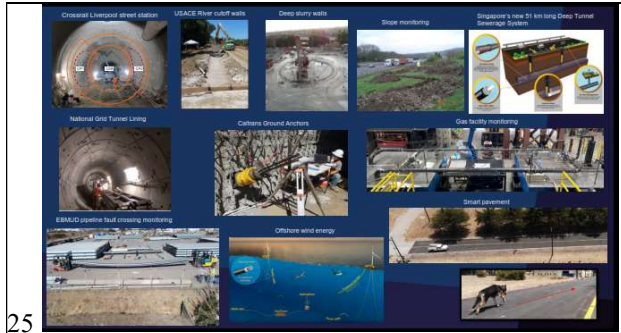 Crossrail Liverpool street station
USACE River cutoff walls
Deep slurry walls
Slope monitoring
Singapore's new 51 km long Deep Tunnel
Sewerage System
National Grid Tunnel Lining
Caltrans Ground Anchors
Gas facility monitoring
EBMUD pipeline fault crossing monitoring
Offshore wind energy
Smart pavement
25